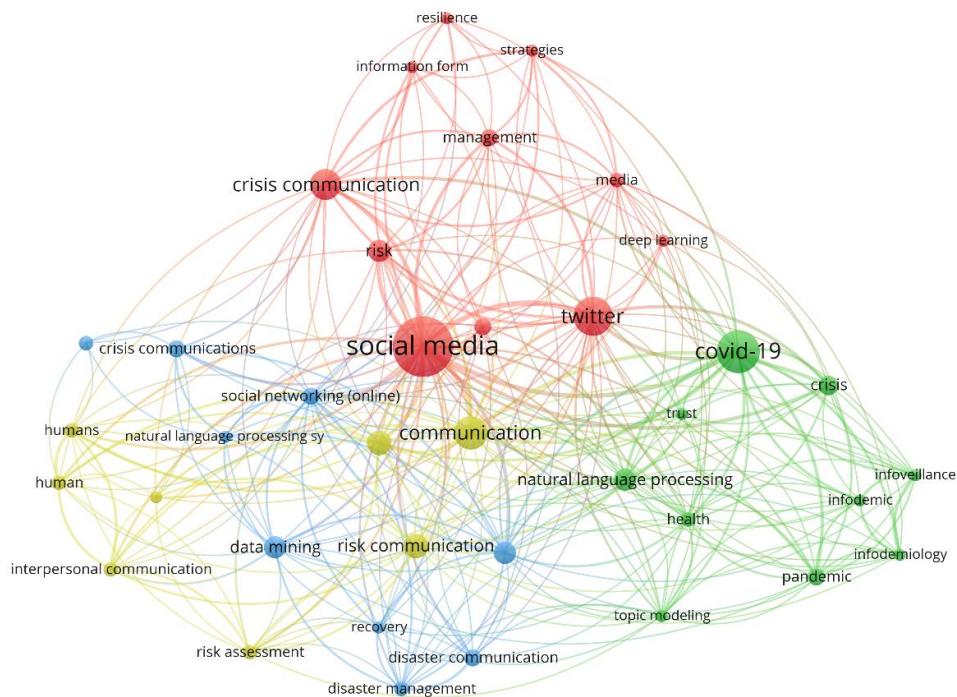 resilience
strategies
information form
management
crisis communication
media
deep learning
risk
twitter
social media
covid-19
crisis communications
crisis
social networking (online)
trust
humans
natural language processing sy
communication
infoveillance
human
natural language processing
infodemic
health
data mining
risk communication
infodemiology
interpersonal communication
pandemic
topic modeling
recovery
risk assessment
disaster communication
disaster management